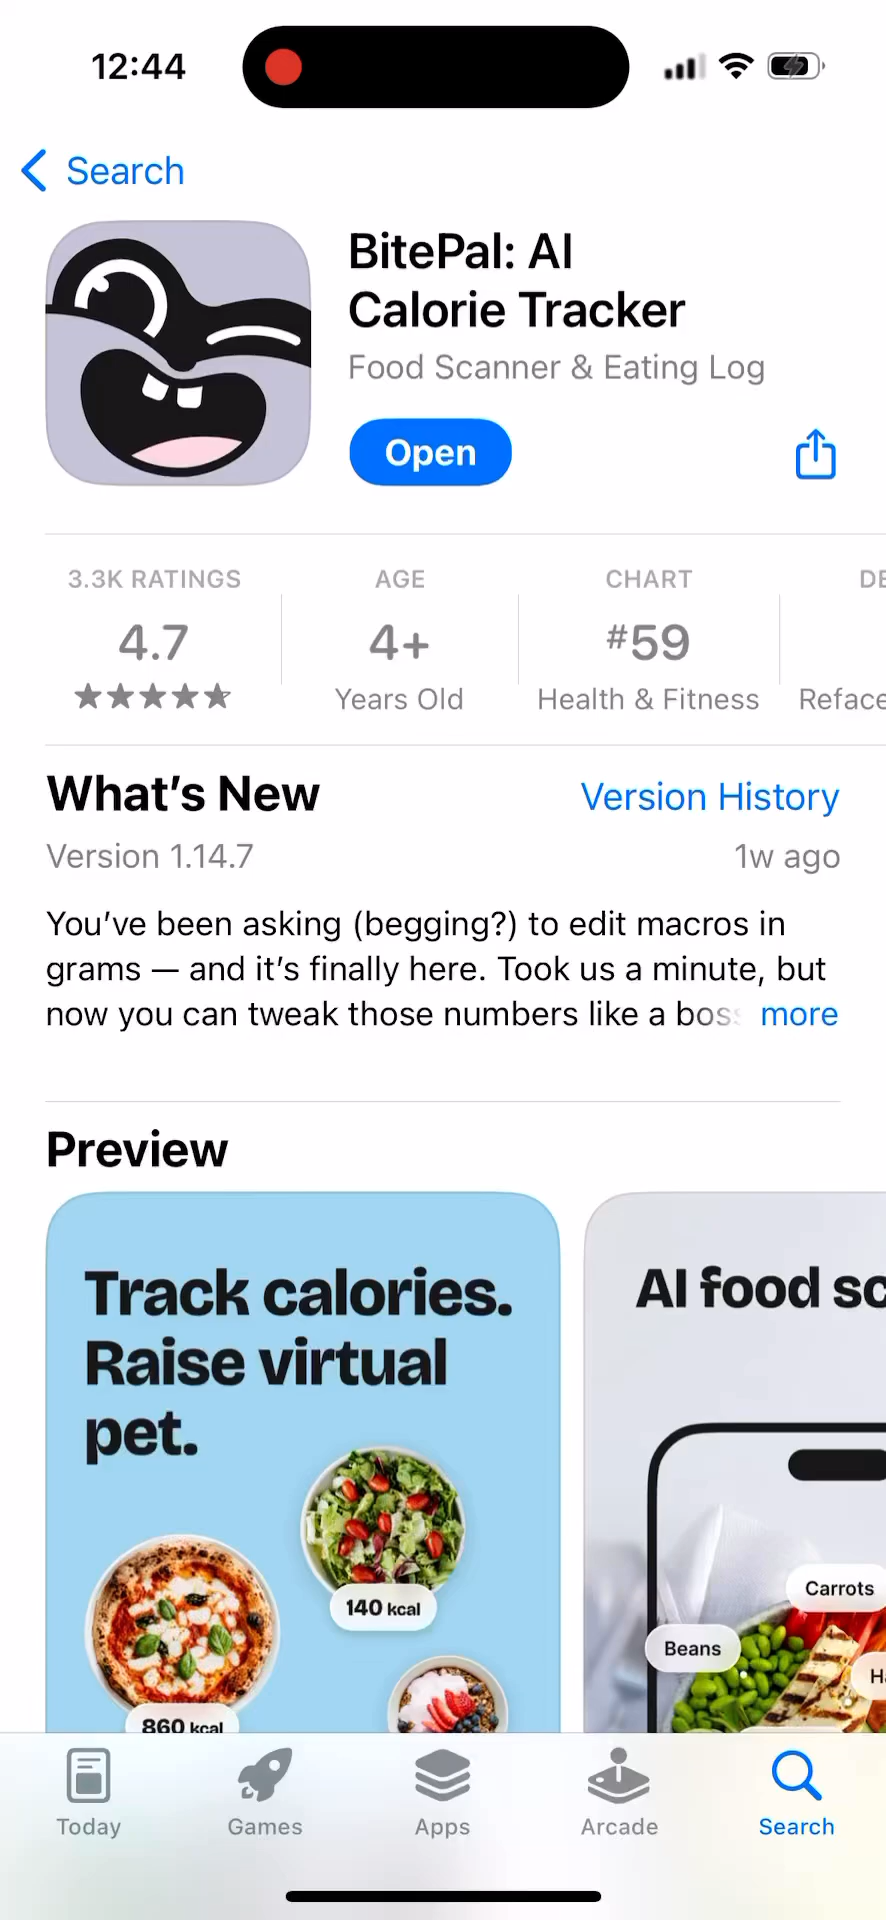 12:44
Search
BitePal: AI
Calorie Tracker
Food Scanner & Eating Log
Open
3.3K RATINGS
4.7
AGE
4+
Years Old
CHART
#59
Health & Fitness
DE
Reface
What's New
Version History
Version 1.14.7
1w ago
You've been asking (begging?) to edit macros in
grams — and it's finally here. Took us a minute, but
now you can tweak those numbers like a boss more
Preview
Track calories.
Raise virtual
pet.
140 kcal
860 kcal
AI food sc
Carrots
Beans
Ha
Today
Games
Apps
Arcade
Search